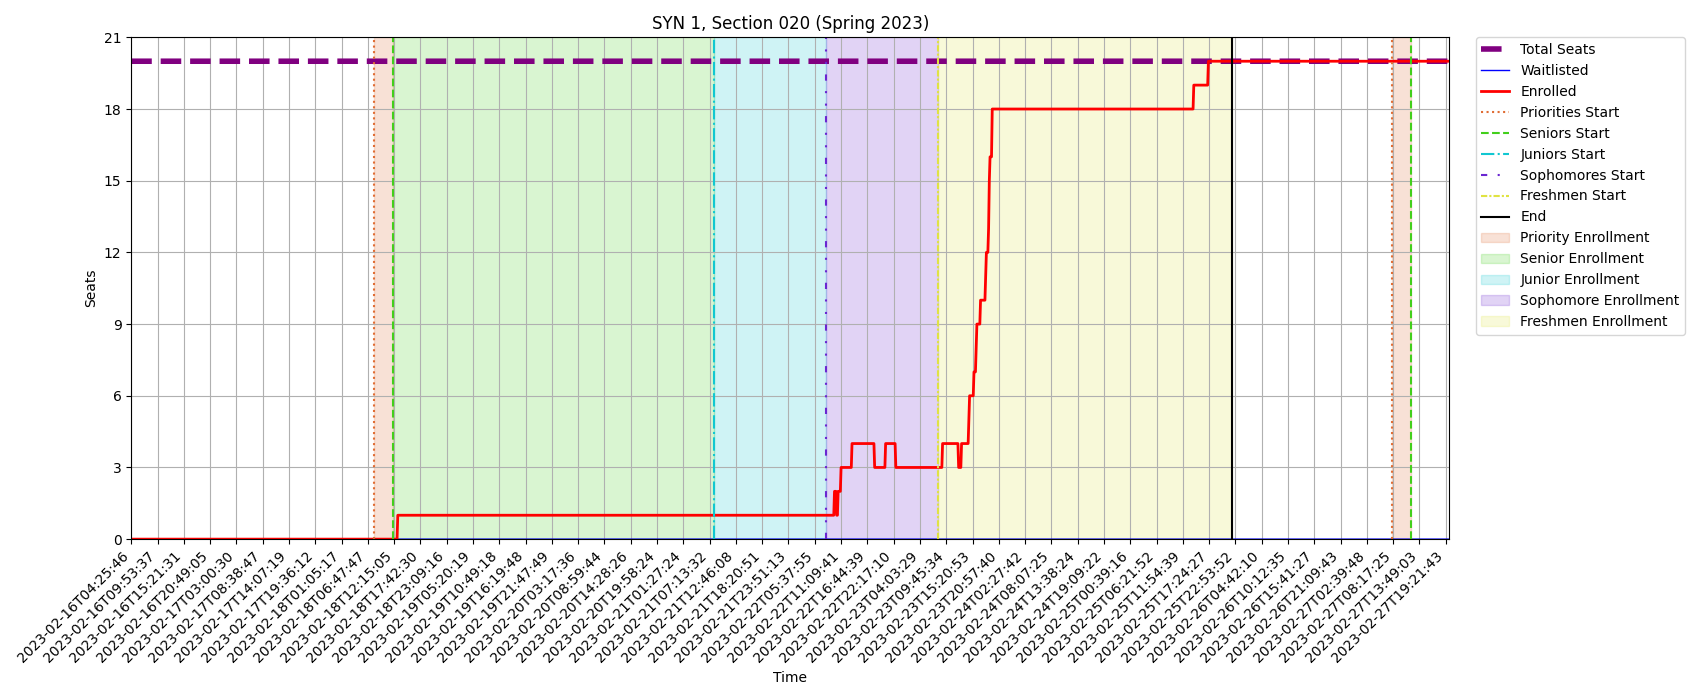 SYN 1, Section 020 (Spring 2023)
21
18
15
12
9
6
3
0
Seats
2023-02-16T04:25:46
2023-02-16T09:53:37
2023-02-16T15:21:31
2023-02-16T20:49:05
2023-02-17T03:00:30
2023-02-17T08:38:47
2023-02-17T14:07:19
2023-02-17T19:36:12
2023-02-18T01:05:17
2023-02-18T06:47:47
2023-02-18T12:15:05
2023-02-18T17:42:30
2023-02-18T23:09:16
2023-02-19T05:20:19
2023-02-19T10:49:18
2023-02-19T16:19:48
2023-02-19T21:47:49
2023-02-20T03:17:36
2023-02-20T08:59:44
2023-02-20T14:28:26
2023-02-20T19:58:24
2023-02-21T01:27:24
2023-02-21T07:13:32
2023-02-21T12:46:08
2023-02-21T18:20:51
2023-02-21T23:51:13
2023-02-22T05:37:55
2023-02-22T11:09:41
2023-02-22T16:44:39
2023-02-22T22:17:10
2023-02-23T04:03:29
2023-02-23T09:45:34
2023-02-23T15:20:53
2023-02-23T20:57:40
2023-02-24T02:27:42
2023-02-24T08:07:25
2023-02-24T13:38:24
2023-02-24T19:09:22
2023-02-25T00:39:16
2023-02-25T06:21:52
2023-02-25T11:54:39
2023-02-25T17:24:27
2023-02-25T22:53:52
2023-02-26T04:42:10
2023-02-26T10:12:35
2023-02-26T15:41:27
2023-02-26T21:09:43
2023-02-27T02:39:48
2023-02-27T08:17:25
2023-02-27T13:49:03
2023-02-27T19:21:43
Time
Total Seats
Waitlisted
Enrolled
Priorities Start
Seniors Start
Juniors Start
Sophomores Start
Freshmen Start
End
Priority Enrollment
Senior Enrollment
Junior Enrollment
Sophomore Enrollment
Freshmen Enrollment